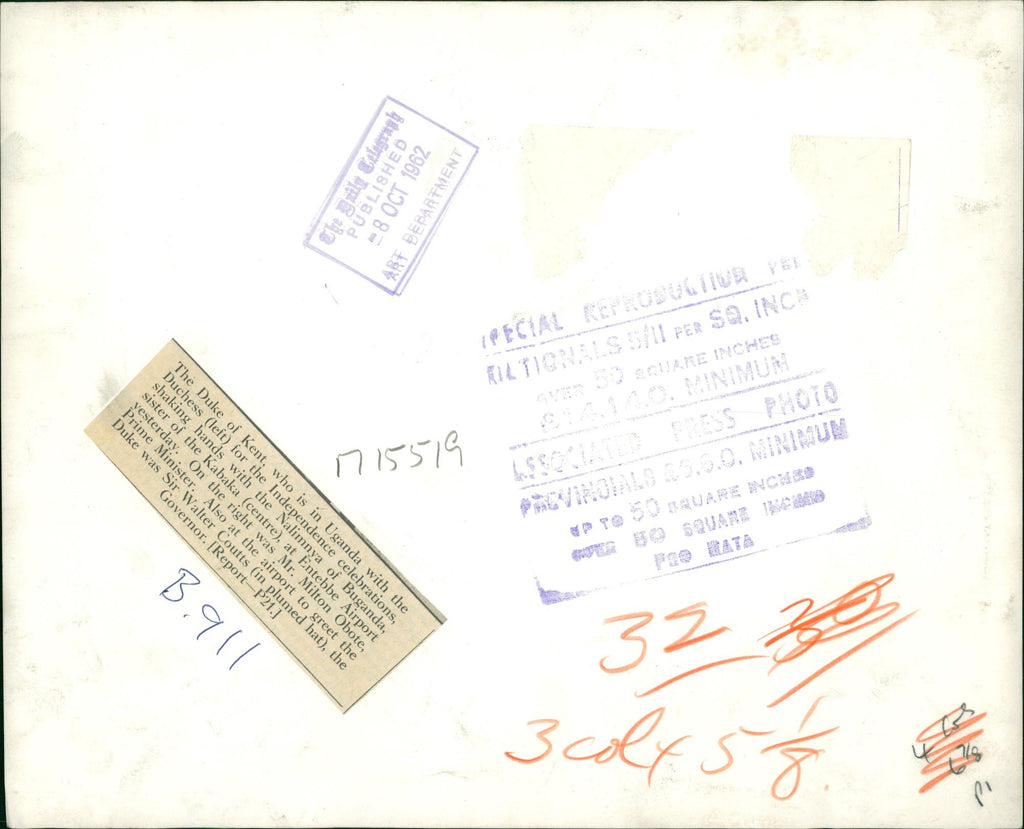 The Daily Telegraph
PUBLISHED
-8 OCT 1962
ART DEPARTMENT
SPECIAL REPRODUCTION
NATIONALS 5/11 PER SQ. INCH
OVER 50 SQUARE INCHES
MINIMUM
ASSOCIATED PRESS PHOTO
PROVINCIALS MINIMUM
UP TO 50 SQUARE INCHES
OVER 50 SQUARE INCHES
PRO RATA
The Duke of Kent who is in Uganda with the
Duchess (left) for the Independence celebrations,
shaking hands with the Nalinnya of Buganda,
sister of the Kabaka (centre), at Entebbe Airport
yesterday. On the right was Mr. Milton Obote,
Prime Minister. Also at the airport to greet the
Duke was Sir Walter Coutts (in plumed hat), the
Governor. [Report—P21.]
M15519
B.911
32
3 col x 5 1/8.
P1